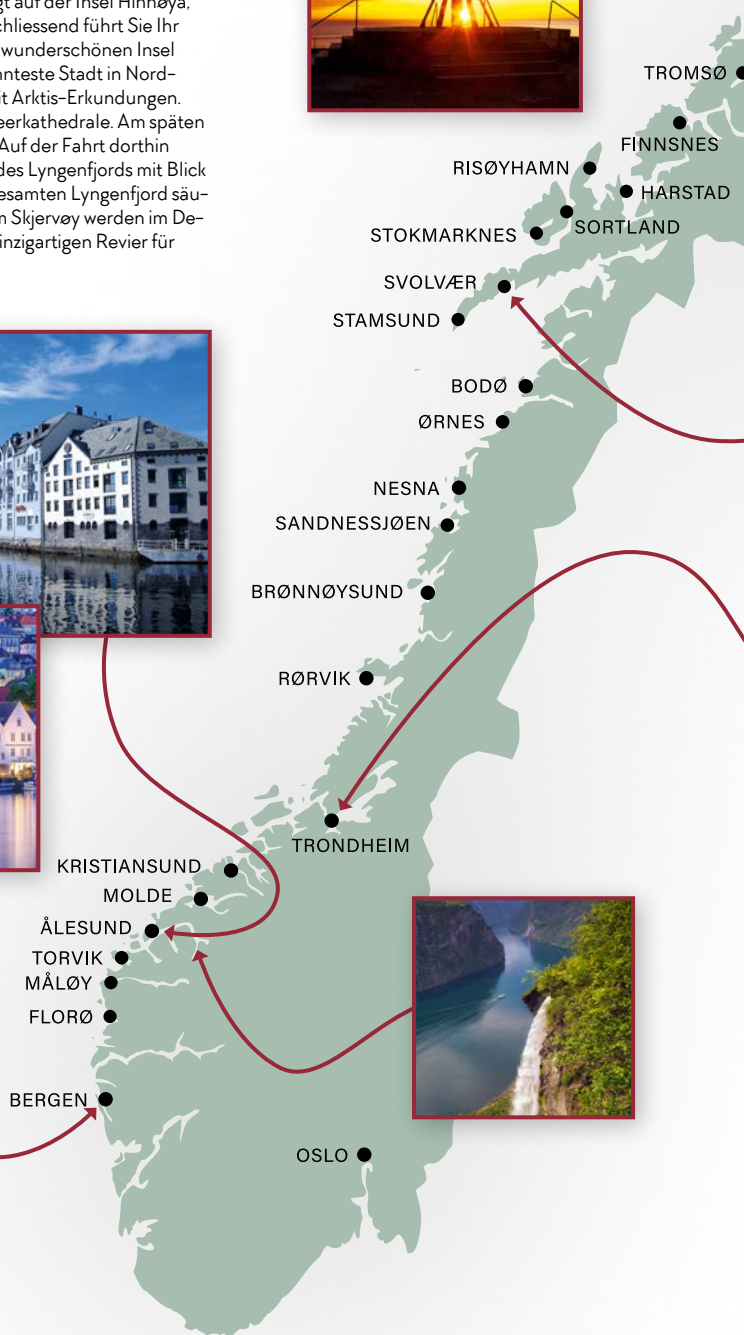 gt auf der Insel Hinnøya,
chliessend führt Sie Ihr
wunderschönen Insel
nnteste Stadt in Nord-
it Arktis-Erkundungen.
eerkathedrale. Am späten
Auf der Fahrt dorthin
des Lyngenfjords mit Blick
esamten Lyngenfjord säu-
m Skjervøy werden im De-
inzigartigen Revier für
TROMSØ
FINNSNES
RISØYHAMN
HARSTAD
SORTLAND
STOKMARKNES
SVOLVÆR
STAMSUND
BODØ
ØRNES
NESNA
SANDNESSJØEN
BRØNNØYSUND
RØRVIK
TRONDHEIM
KRISTIANSUND
MOLDE
ÅLESUND
TORVIK
MÅLØY
FLORØ
BERGEN
OSLO